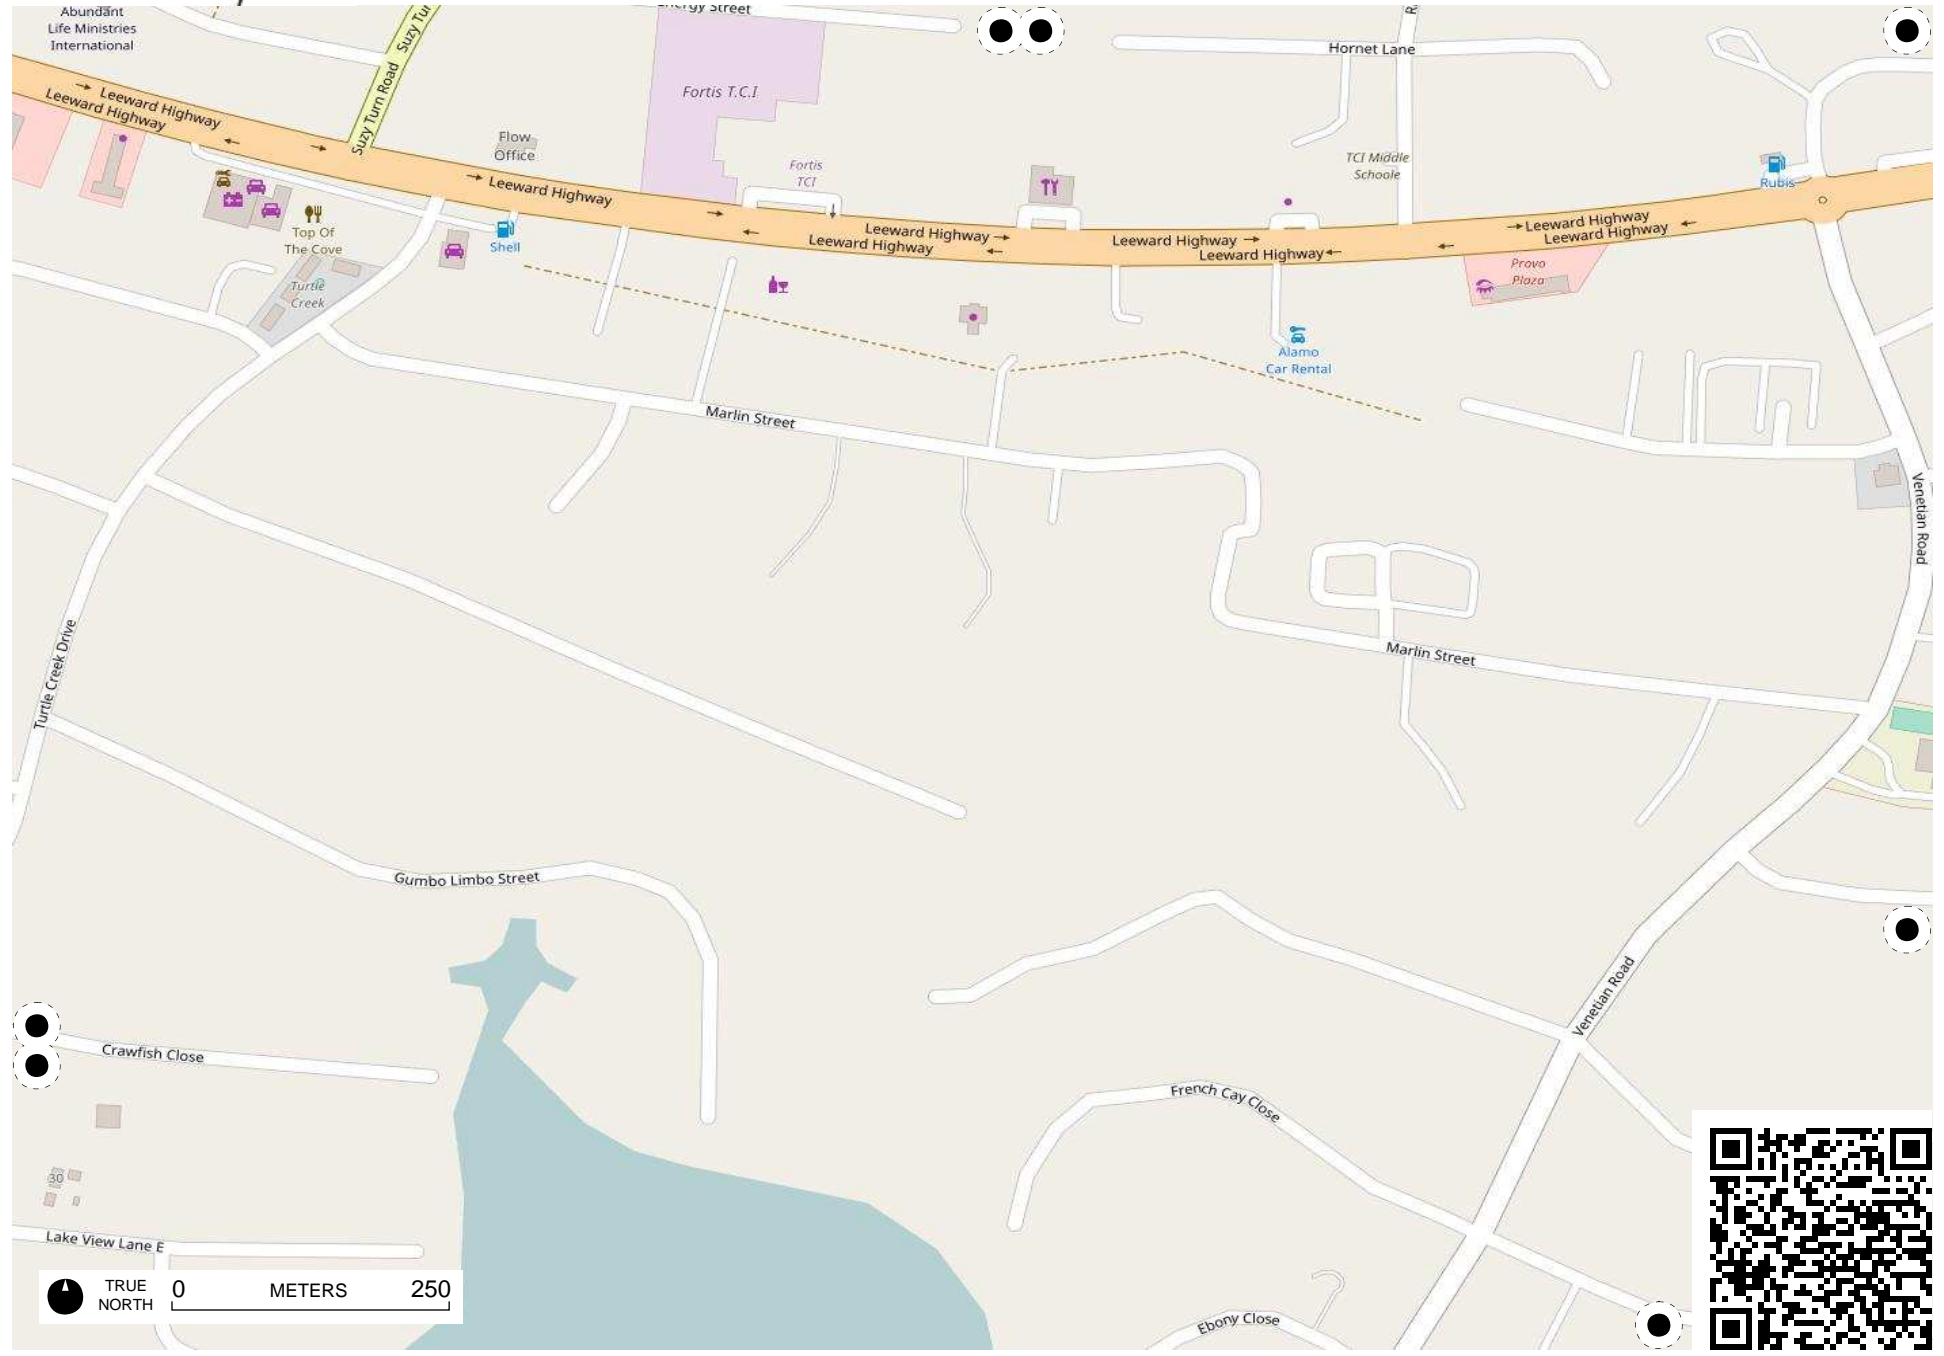 Abundant
Life Ministries
International
Energy Street
Suzy Tur
Hornet Lane
R
Leeward Highway
Leeward Highway
Suzy Turn Road
Fortis T.C.I
Flow
Office
Fortis
TCI
TCI Middle
Schoole
Rubis
Leeward Highway
Top Of
The Cove
Shell
Leeward Highway
Leeward Highway
Leeward Highway
Leeward Highway
Leeward Highway
Leeward Highway
Turtle
Creek
Provo
Plaza
Alamo
Car Rental
Marlin Street
Venetian Road
Turtle Creek Drive
Marlin Street
Gumbo Limbo Street
Venetian Road
Crawfish Close
French Cay Close
30
Lake View Lane E
Ebony Close
TRUE
NORTH
0 METERS 250